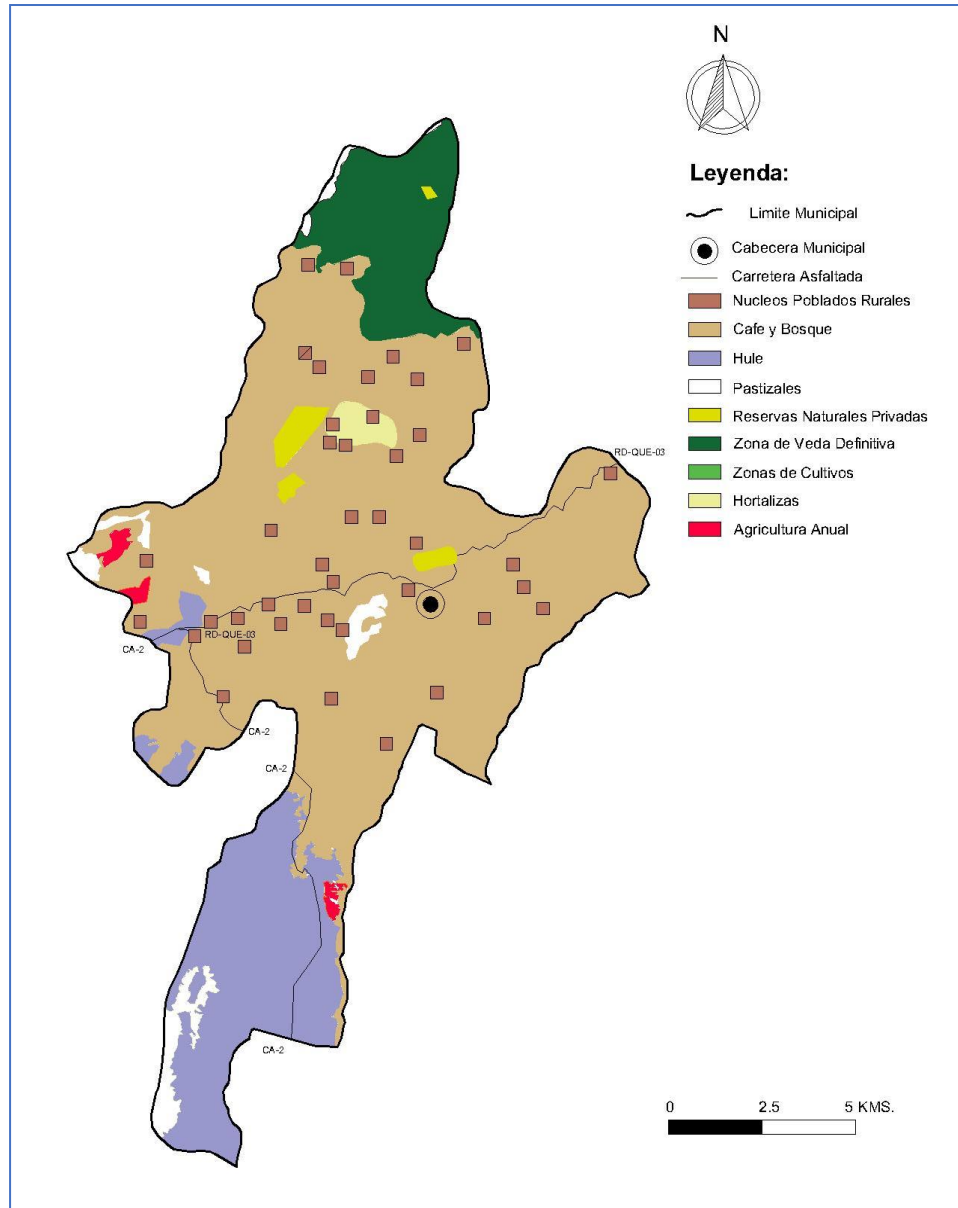 N
Leyenda:
Limite Municipal
Cabecera Municipal
Carretera Asfaltada
Nucleos Poblados Rurales
Cafe y Bosque
Hule
Pastizales
Reservas Naturales Privadas
Zona de Veda Definitiva
Zonas de Cultivos
Hortalizas
Agricultura Anual
RD-QUE-03
RD-QUE-03
CA-2
CA-2
CA-2
CA-2
0 2.5 5 KMS.